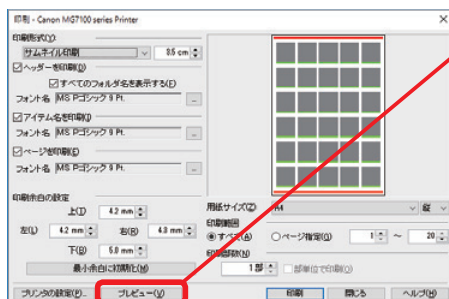 印刷 - Canon MG7100 series Printer
印刷形式(Y)
サムネイル印刷 3.5 cm
ヘッダーを印刷(D)
すべてのフォルダ名を表示する(F)
フォント名 MS Pゴシック 9 Pt. ...
アイテム名を印刷(I)
フォント名 MS Pゴシック 9 Pt. ...
ページを印刷(E)
フォント名 MS Pゴシック 9 Pt. ...
印刷余白の設定
上(T) 4.2 mm
左(L) 4.2 mm 右(R) 4.3 mm
下(B) 5.0 mm
最小余白に初期化(M)
用紙サイズ(Z) A4 縦
印刷範囲
すべて(A) ページ指定(G) 1 ~ 20
印刷部数(N)
1 部 部単位で印刷(O)
プリンタの設定(P)... プレビュー(V) 印刷 閉じる ヘルプ(H)